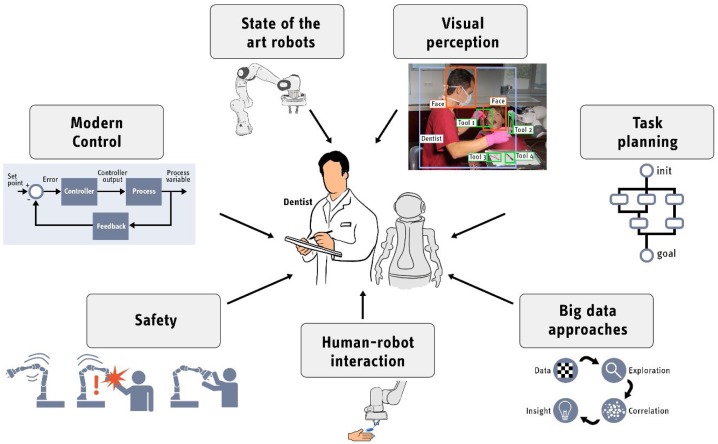 State of the
art robots
Visual
perception
Face
Face
Tool 1
Tool 2
Dentist
Tool 3
Tool 4
Modern
Control
Set
point
+
-
Error
Controller
Controller
output
Process
Process
variable
Feedback
Task
planning
init
goal
Dentist
Safety
!
Human-robot
interaction
Big data
approaches
Data
Exploration
Insight
Correlation